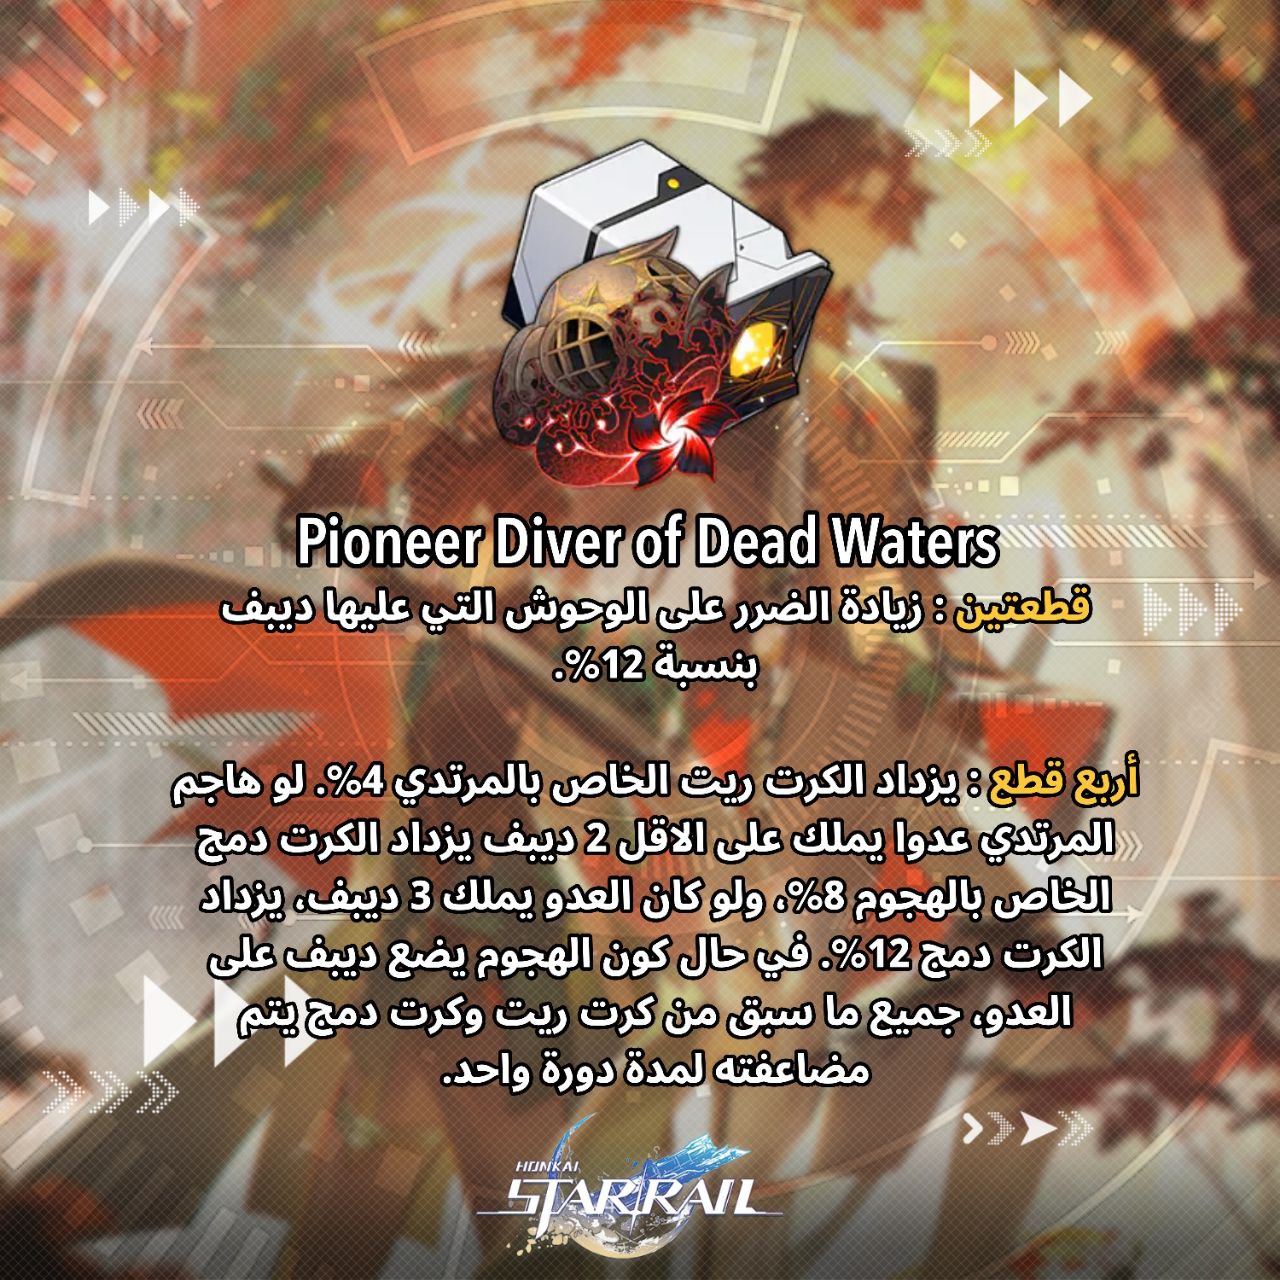 Pioneer Diver of Dead Waters
قطعتين : زيادة الضرر على الوحوش التي عليها ديبف
بنسبة 12%.
أربع قطع : يزداد الكرت ريت الخاص بالمرتدي 4%. لو هاجم
المرتدي عدوا يملك على الاقل 2 ديبف يزداد الكرت دمج
الخاص بالهجوم 8%، ولو كان العدو يملك 3 ديبف، يزداد
الكرت دمج 12%. في حال كون الهجوم يضع ديبف على
العدو، جميع ما سبق من كرت ريت وكرت دمج يتم
مضاعفته لمدة دورة واحد.
HONKAI
STAR RAIL